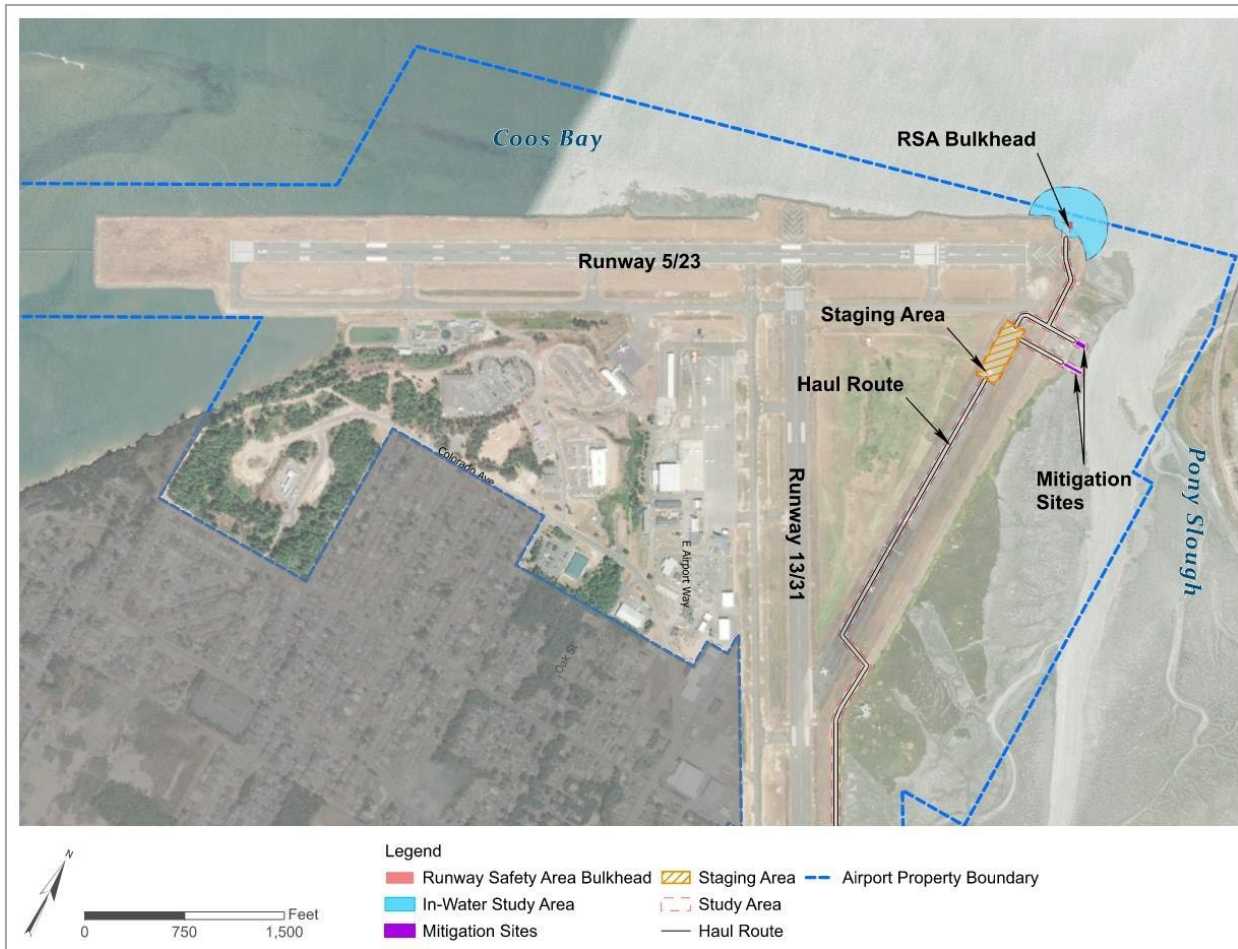 Coos Bay
RSA Bulkhead
Runway 5/23
Staging Area
Haul Route
Colorado Ave
Runway 13/31
E Airport Way
Oak St
Mitigation
Sites
Pony Slough
N
Feet
0 750 1,500
Legend
Runway Safety Area Bulkhead
In-Water Study Area
Mitigation Sites
Staging Area
Study Area
Haul Route
Airport Property Boundary